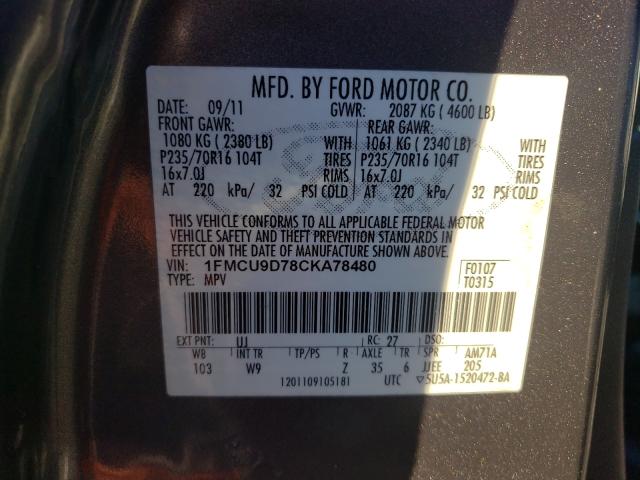 MFD. BY FORD MOTOR CO.
DATE: 09/11 GVWR: 2087 KG ( 4600 LB)
FRONT GAWR: REAR GAWR:
1080 KG ( 2380 LB) WITH 1061 KG ( 2340 LB) WITH
P235/70R16 104T TIRES P235/70R16 104T TIRES
16x7.0J RIMS 16x7.0J RIMS
AT 220 kPa/ 32 PSI COLD AT 220 kPa/ 32 PSI COLD
THIS VEHICLE CONFORMS TO ALL APPLICABLE FEDERAL MOTOR
VEHICLE SAFETY AND THEFT PREVENTION STANDARDS IN
EFFECT ON THE DATE OF MANUFACTURE SHOWN ABOVE.
VIN: 1FMCU9D78CKA78480 F0107
TYPE: MPV T0315
EXT PNT: UJ RC: 27 DSO:
WB INT TR TP/PS R AXLE TR SPR AM71A
103 W9 Z 35 6 JJEE 205
1201109105181 UTC ▽5U5A-1520472-BA
Ford